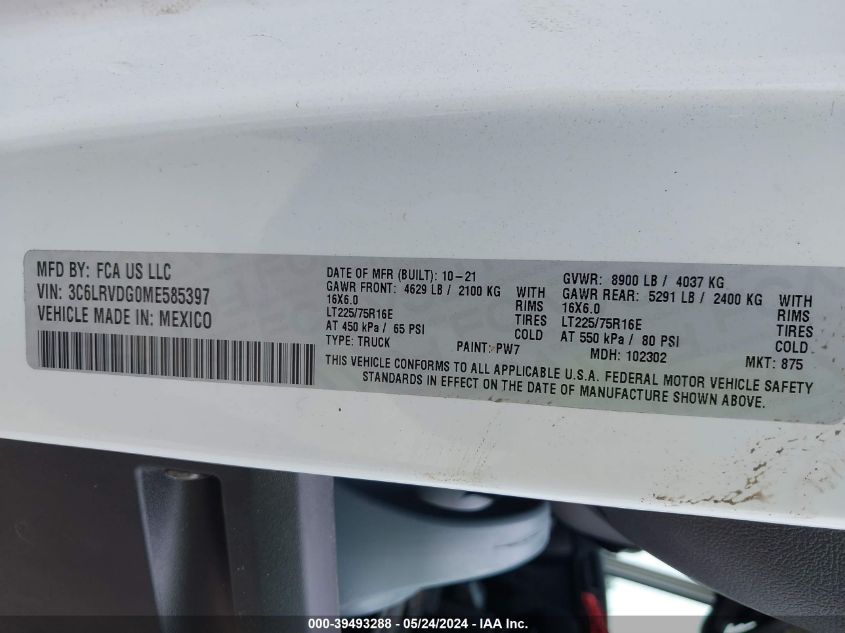 MFD BY: FCA US LLC
VIN: 3C6LRVDG0ME585397
VEHICLE MADE IN: MEXICO
DATE OF MFR (BUILT): 10-21
GAWR FRONT: 4629 LB / 2100 KG
WITH
16X6.0
RIMS
LT225/75R16E
TIRES
AT 450 kPa / 65 PSI
COLD
TYPE: TRUCK
PAINT: PW7
GVWR: 8900 LB / 4037 KG
GAWR REAR: 5291 LB / 2400 KG
WITH
16X6.0
RIMS
LT225/75R16E
TIRES
AT 550 kPa / 80 PSI
COLD
MDH: 102302
MKT: 875
THIS VEHICLE CONFORMS TO ALL APPLICABLE U.S.A. FEDERAL MOTOR VEHICLE SAFETY
STANDARDS IN EFFECT ON THE DATE OF MANUFACTURE SHOWN ABOVE.
000-39493288 - 05/24/2024 - IAA Inc.